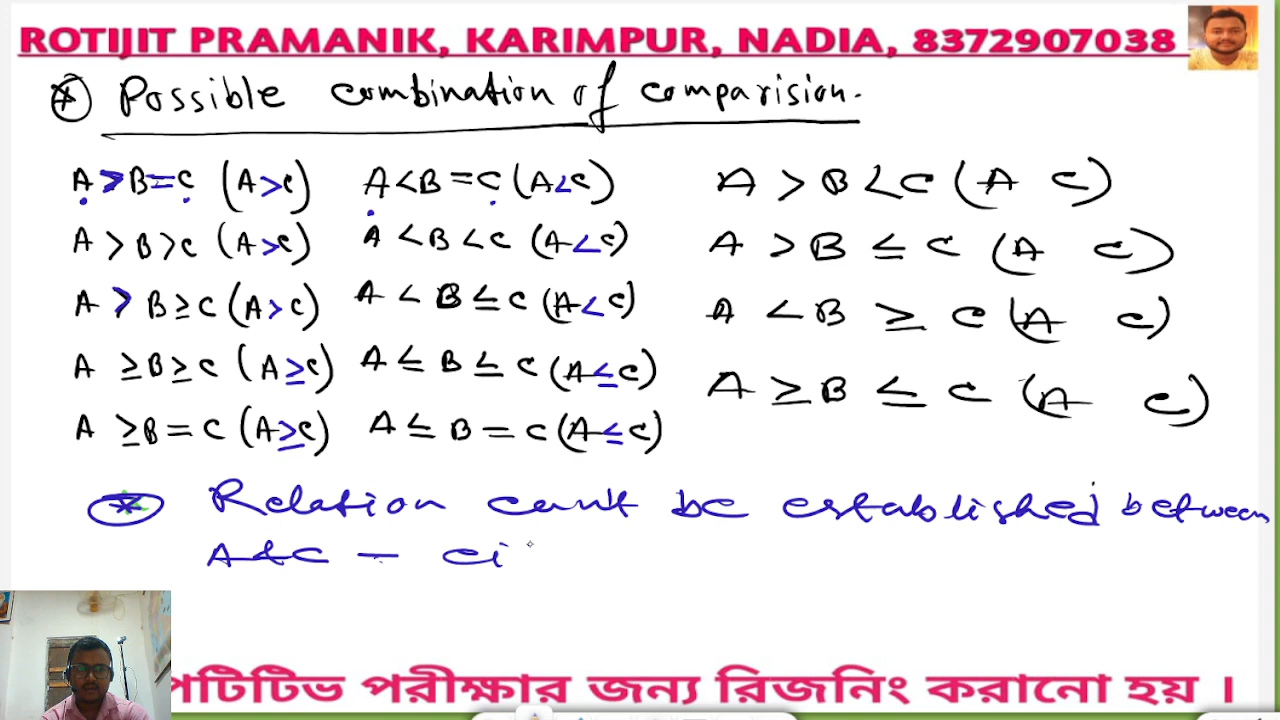 ROTIJIT PRAMANIK, KARIMPUR, NADIA, 8372907038
* Possible combination of comparision.
A > B = C (A > C)
A > B > C (A > C)
A > B ≥ C (A > C)
A ≥ B ≥ C (A ≥ C)
A ≥ B = C (A ≥ C)
A < B = C (A < C)
A < B < C (A < C)
A < B ≤ C (A < C)
A ≤ B ≤ C (A ≤ C)
A ≤ B = C (A ≤ C)
A > B < C (A C)
A > B ≤ C (A C)
A < B ≥ C (A C)
A ≥ B ≤ C (A C)
* Relation can't be established between
A & C – ei
পটিটিভ পরীক্ষার জন্য রিজনিং করানো হয় ।